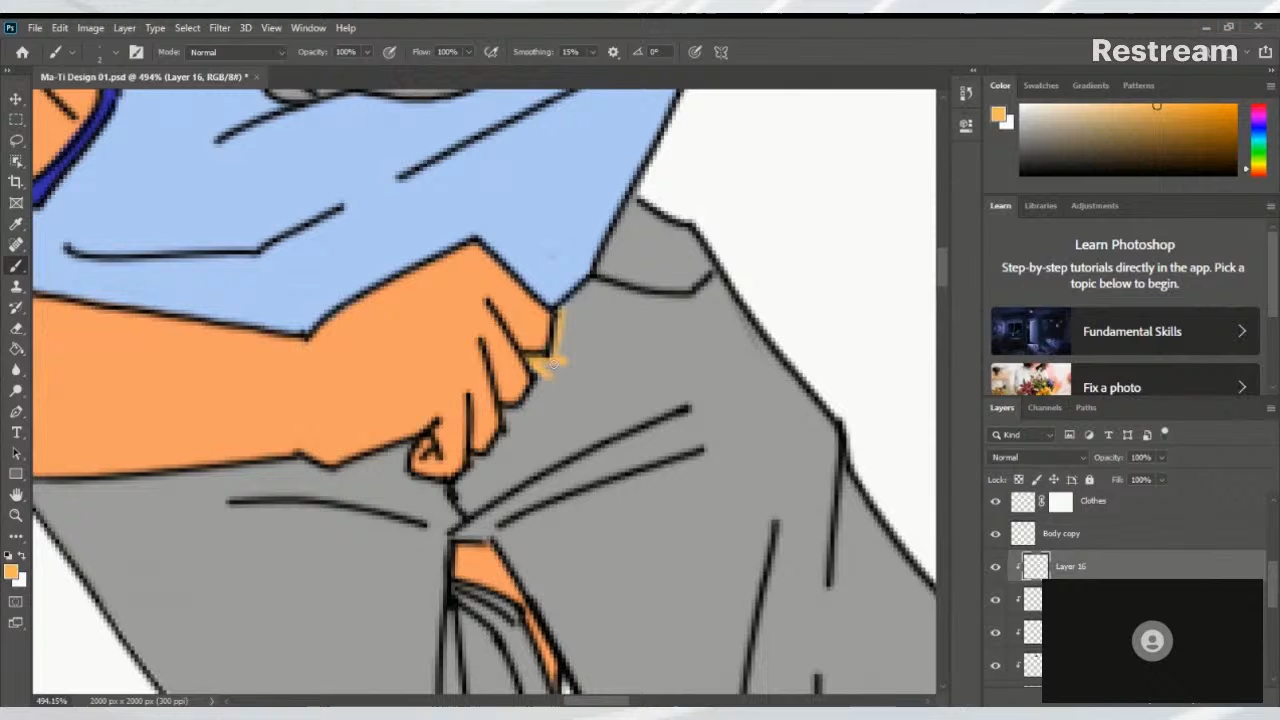 Ps File Edit Image Layer Type Select Filter 3D View Window Help
2 Mode: Normal Opacity: 100% Flow: 100% Smoothing: 15% 0°
Restream
Ma-Ti Design 01.psd @ 494% (Layer 16, RGB/8#) * ×
Color Swatches Gradients Patterns
Learn Libraries Adjustments
Learn Photoshop
Step-by-step tutorials directly in the app. Pick a
topic below to begin.
Fundamental Skills
Fix a photo
Layers Channels Paths
Kind
Normal Opacity: 100%
Lock: Fill: 100%
Clothes
Body copy
Layer 16
494.15% 2000 px x 2000 px (300 ppi)